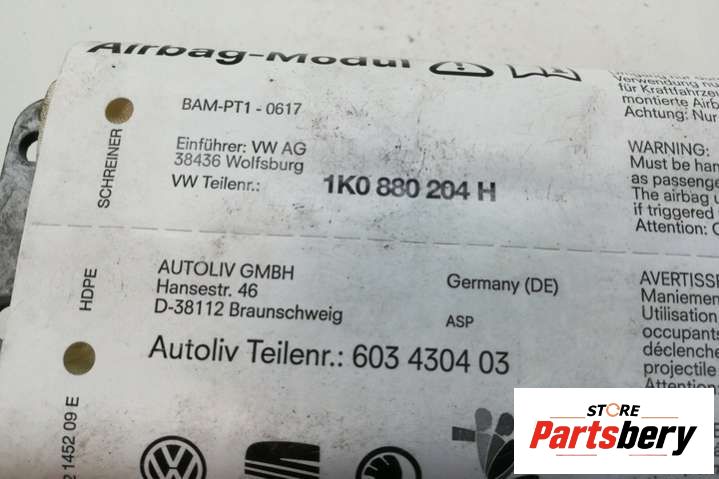 Airbag-Modul
BAM-PT1 - 0617
Einführer: VW AG
38436 Wolfsburg
VW Teilenr.:
1K0 880 204 H
SCHREINER
HDPE
AUTOLIV GMBH
Hansestr. 46
D-38112 Braunschweig
Germany (DE)
ASP
Autoliv Teilenr.: 603 4304 03
1452 09 E
Verwendung nur
für Kraftfahrze
montierte Airb
Achtung: Nur
WARNING:
Must be han
as passenge
The airbag u
if triggered
Attention: C
AVERTISSE
Maniemen
Utilisation
occupants
déclenche
projectile
Attention
STORE
Partsbery